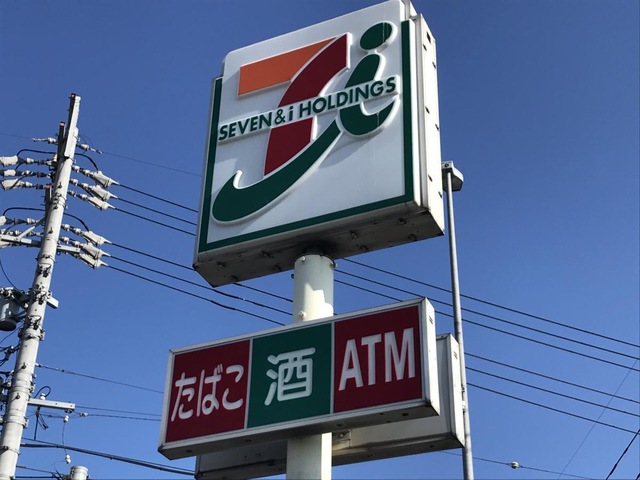 SEVEN & i HOLDINGS
たばこ 酒 ATM